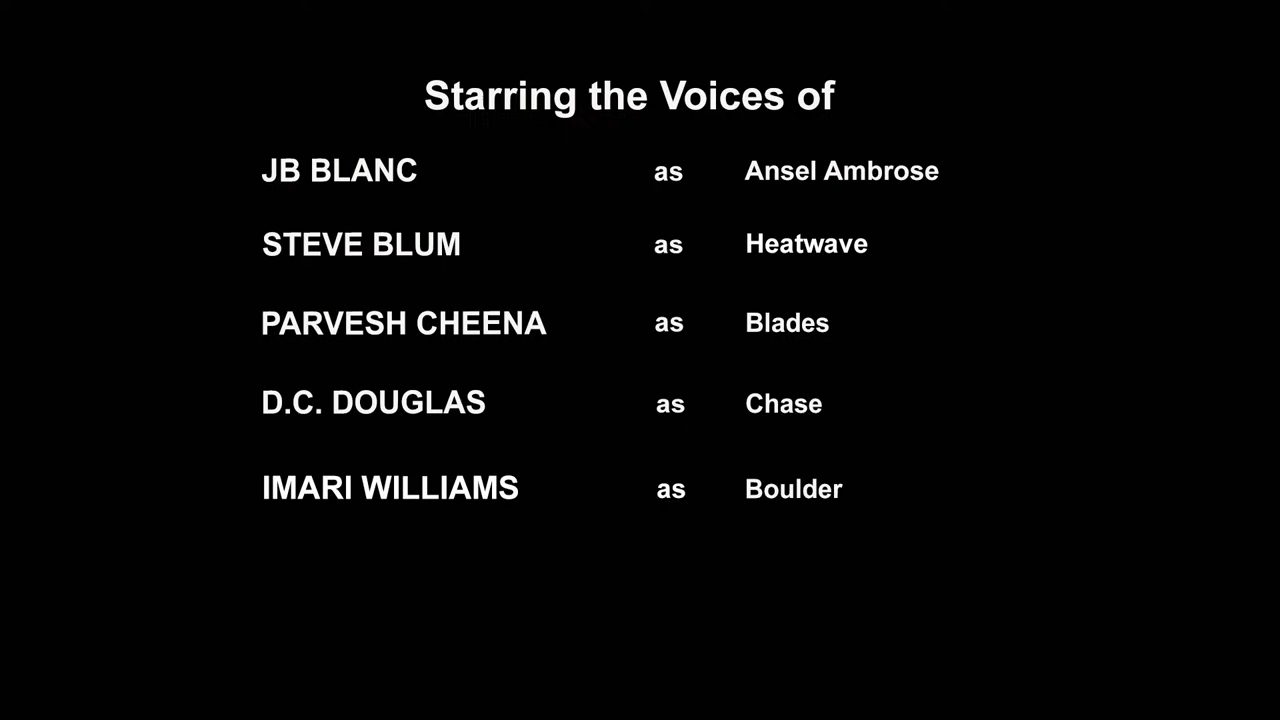 Starring the Voices of
JB BLANC as Ansel Ambrose
STEVE BLUM as Heatwave
PARVESH CHEENA as Blades
D.C. DOUGLAS as Chase
IMARI WILLIAMS as Boulder